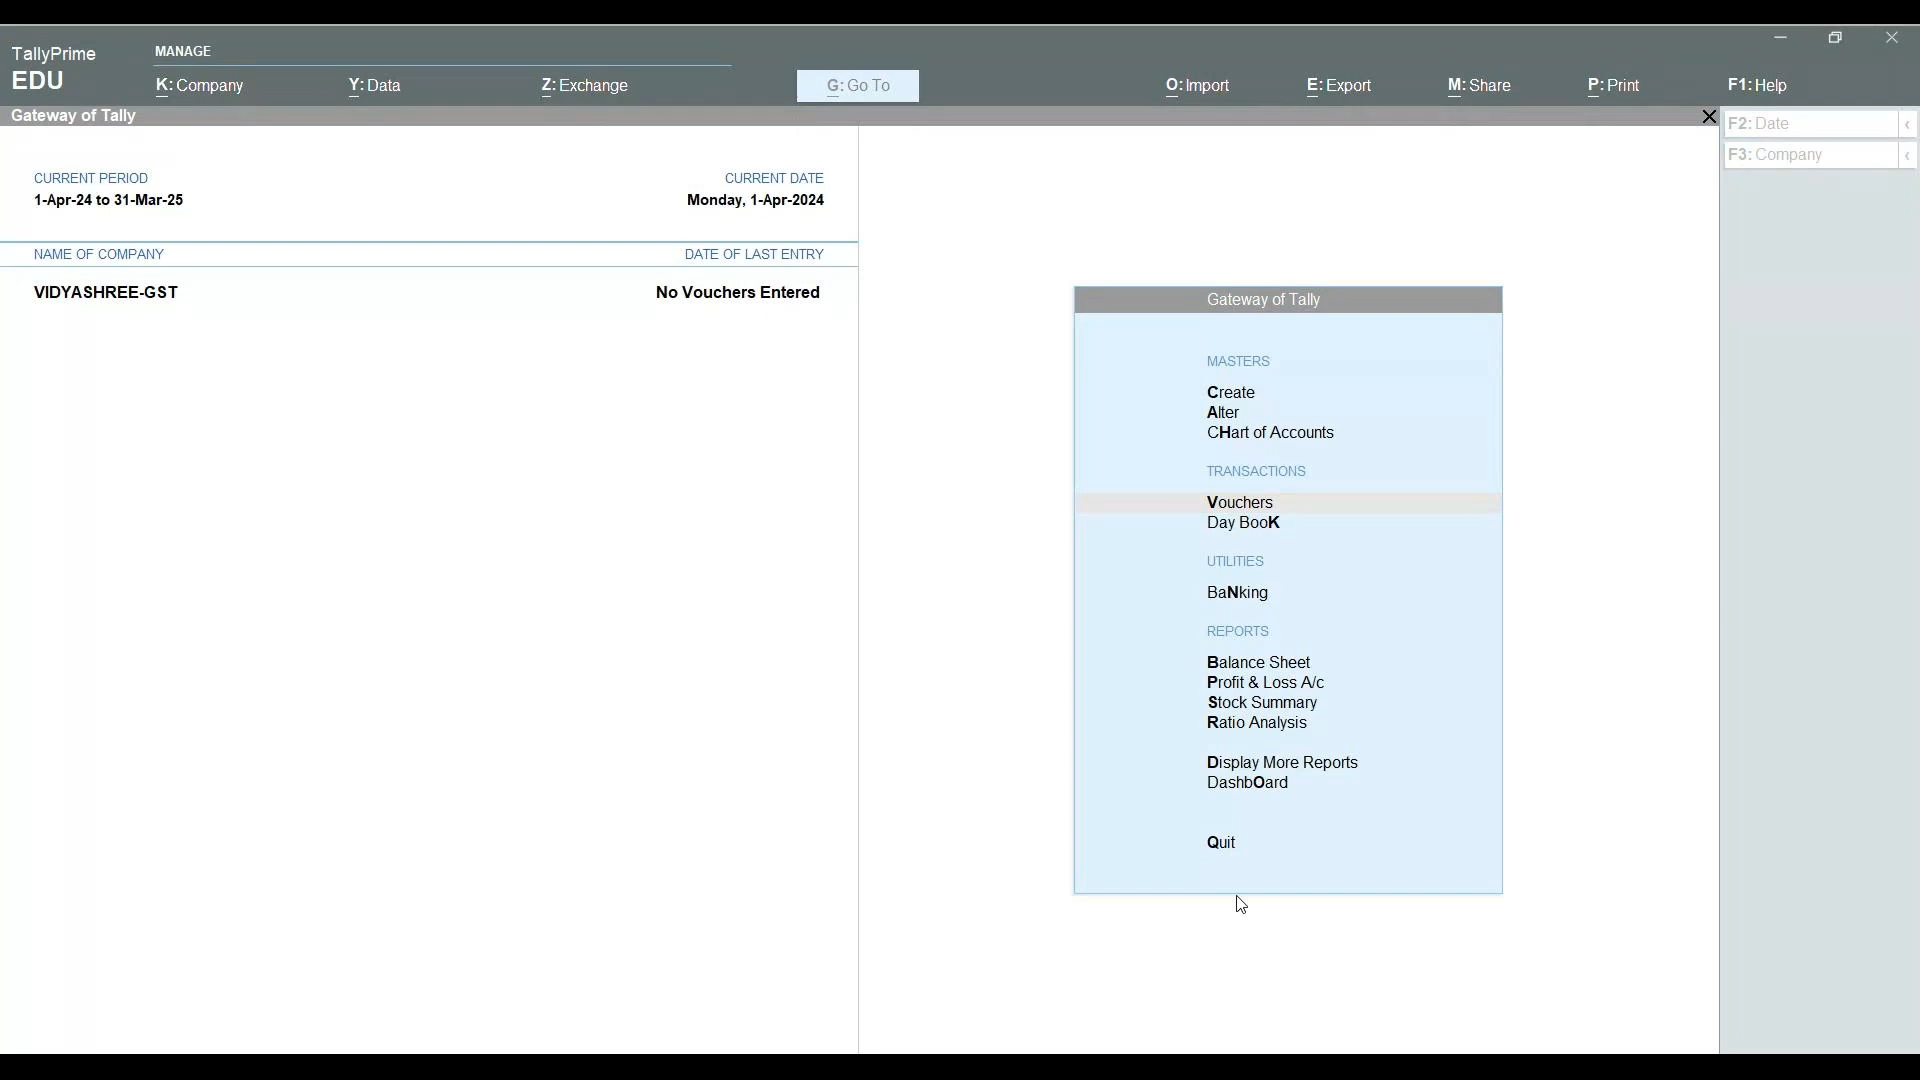 TallyPrime
EDU
MANAGE
K: Company
Y: Data
Z: Exchange
G: Go To
O: Import
E: Export
M: Share
P: Print
F1: Help
Gateway of Tally
F2: Date
F3: Company
CURRENT PERIOD
CURRENT DATE
1-Apr-24 to 31-Mar-25
Monday, 1-Apr-2024
NAME OF COMPANY
DATE OF LAST ENTRY
VIDYASHREE-GST
No Vouchers Entered
Gateway of Tally
MASTERS
Create
Alter
CHart of Accounts
TRANSACTIONS
Vouchers
Day BooK
UTILITIES
BaNking
REPORTS
Balance Sheet
Profit & Loss A/c
Stock Summary
Ratio Analysis
Display More Reports
DashbOard
Quit